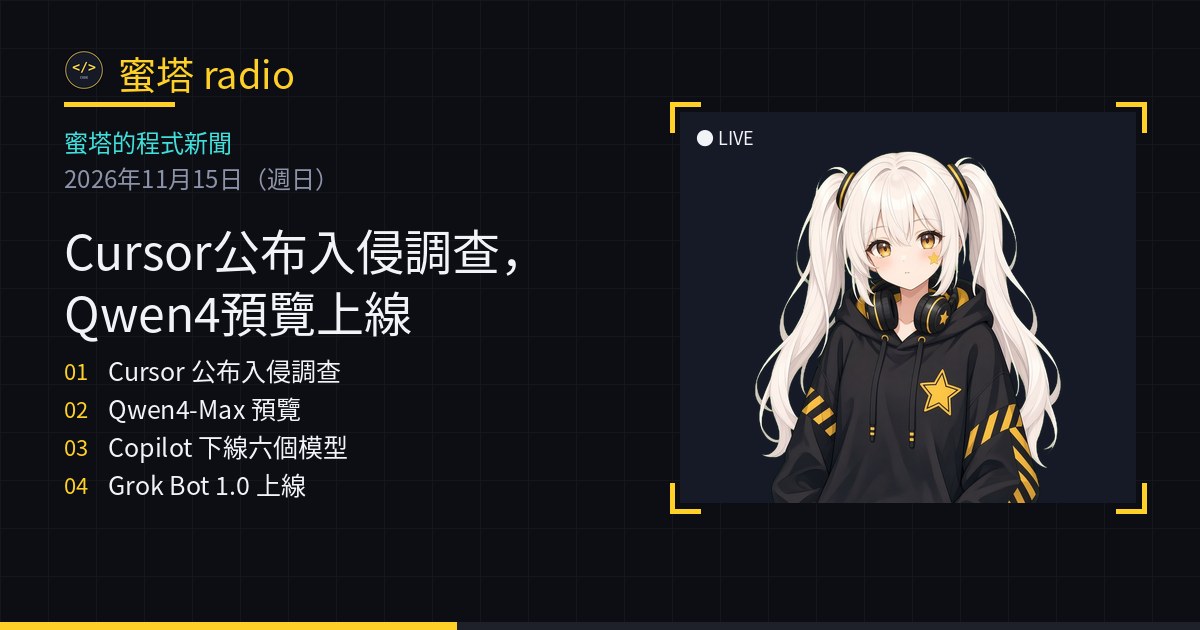 </>
蜜塔 radio
蜜塔的程式新聞
2026年11月15日（週日）
Cursor公布入侵調查，
Qwen4預覽上線
01 Cursor 公布入侵調查
02 Qwen4-Max 預覽
03 Copilot 下線六個模型
04 Grok Bot 1.0 上線
LIVE